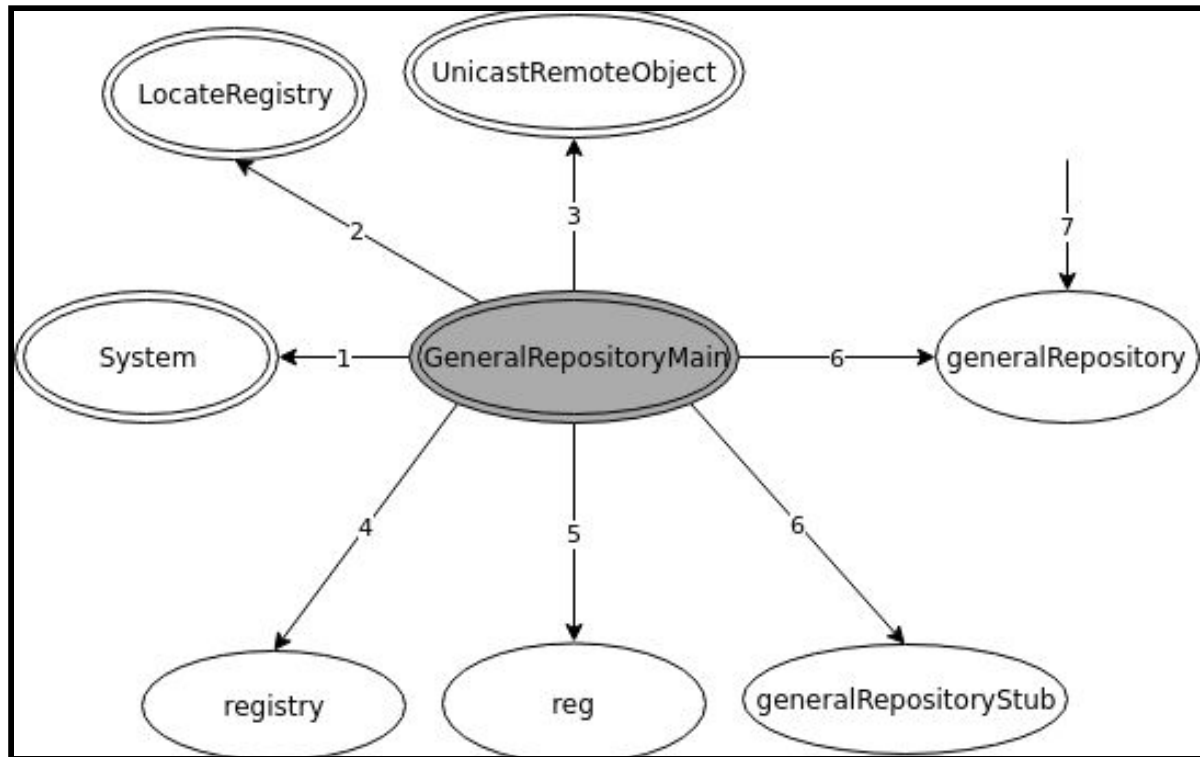 UnicastRemoteObject
LocateRegistry
3
7
2
System
1
GeneralRepositoryMain
6
generalRepository
4
5
6
registry
reg
generalRepositoryStub